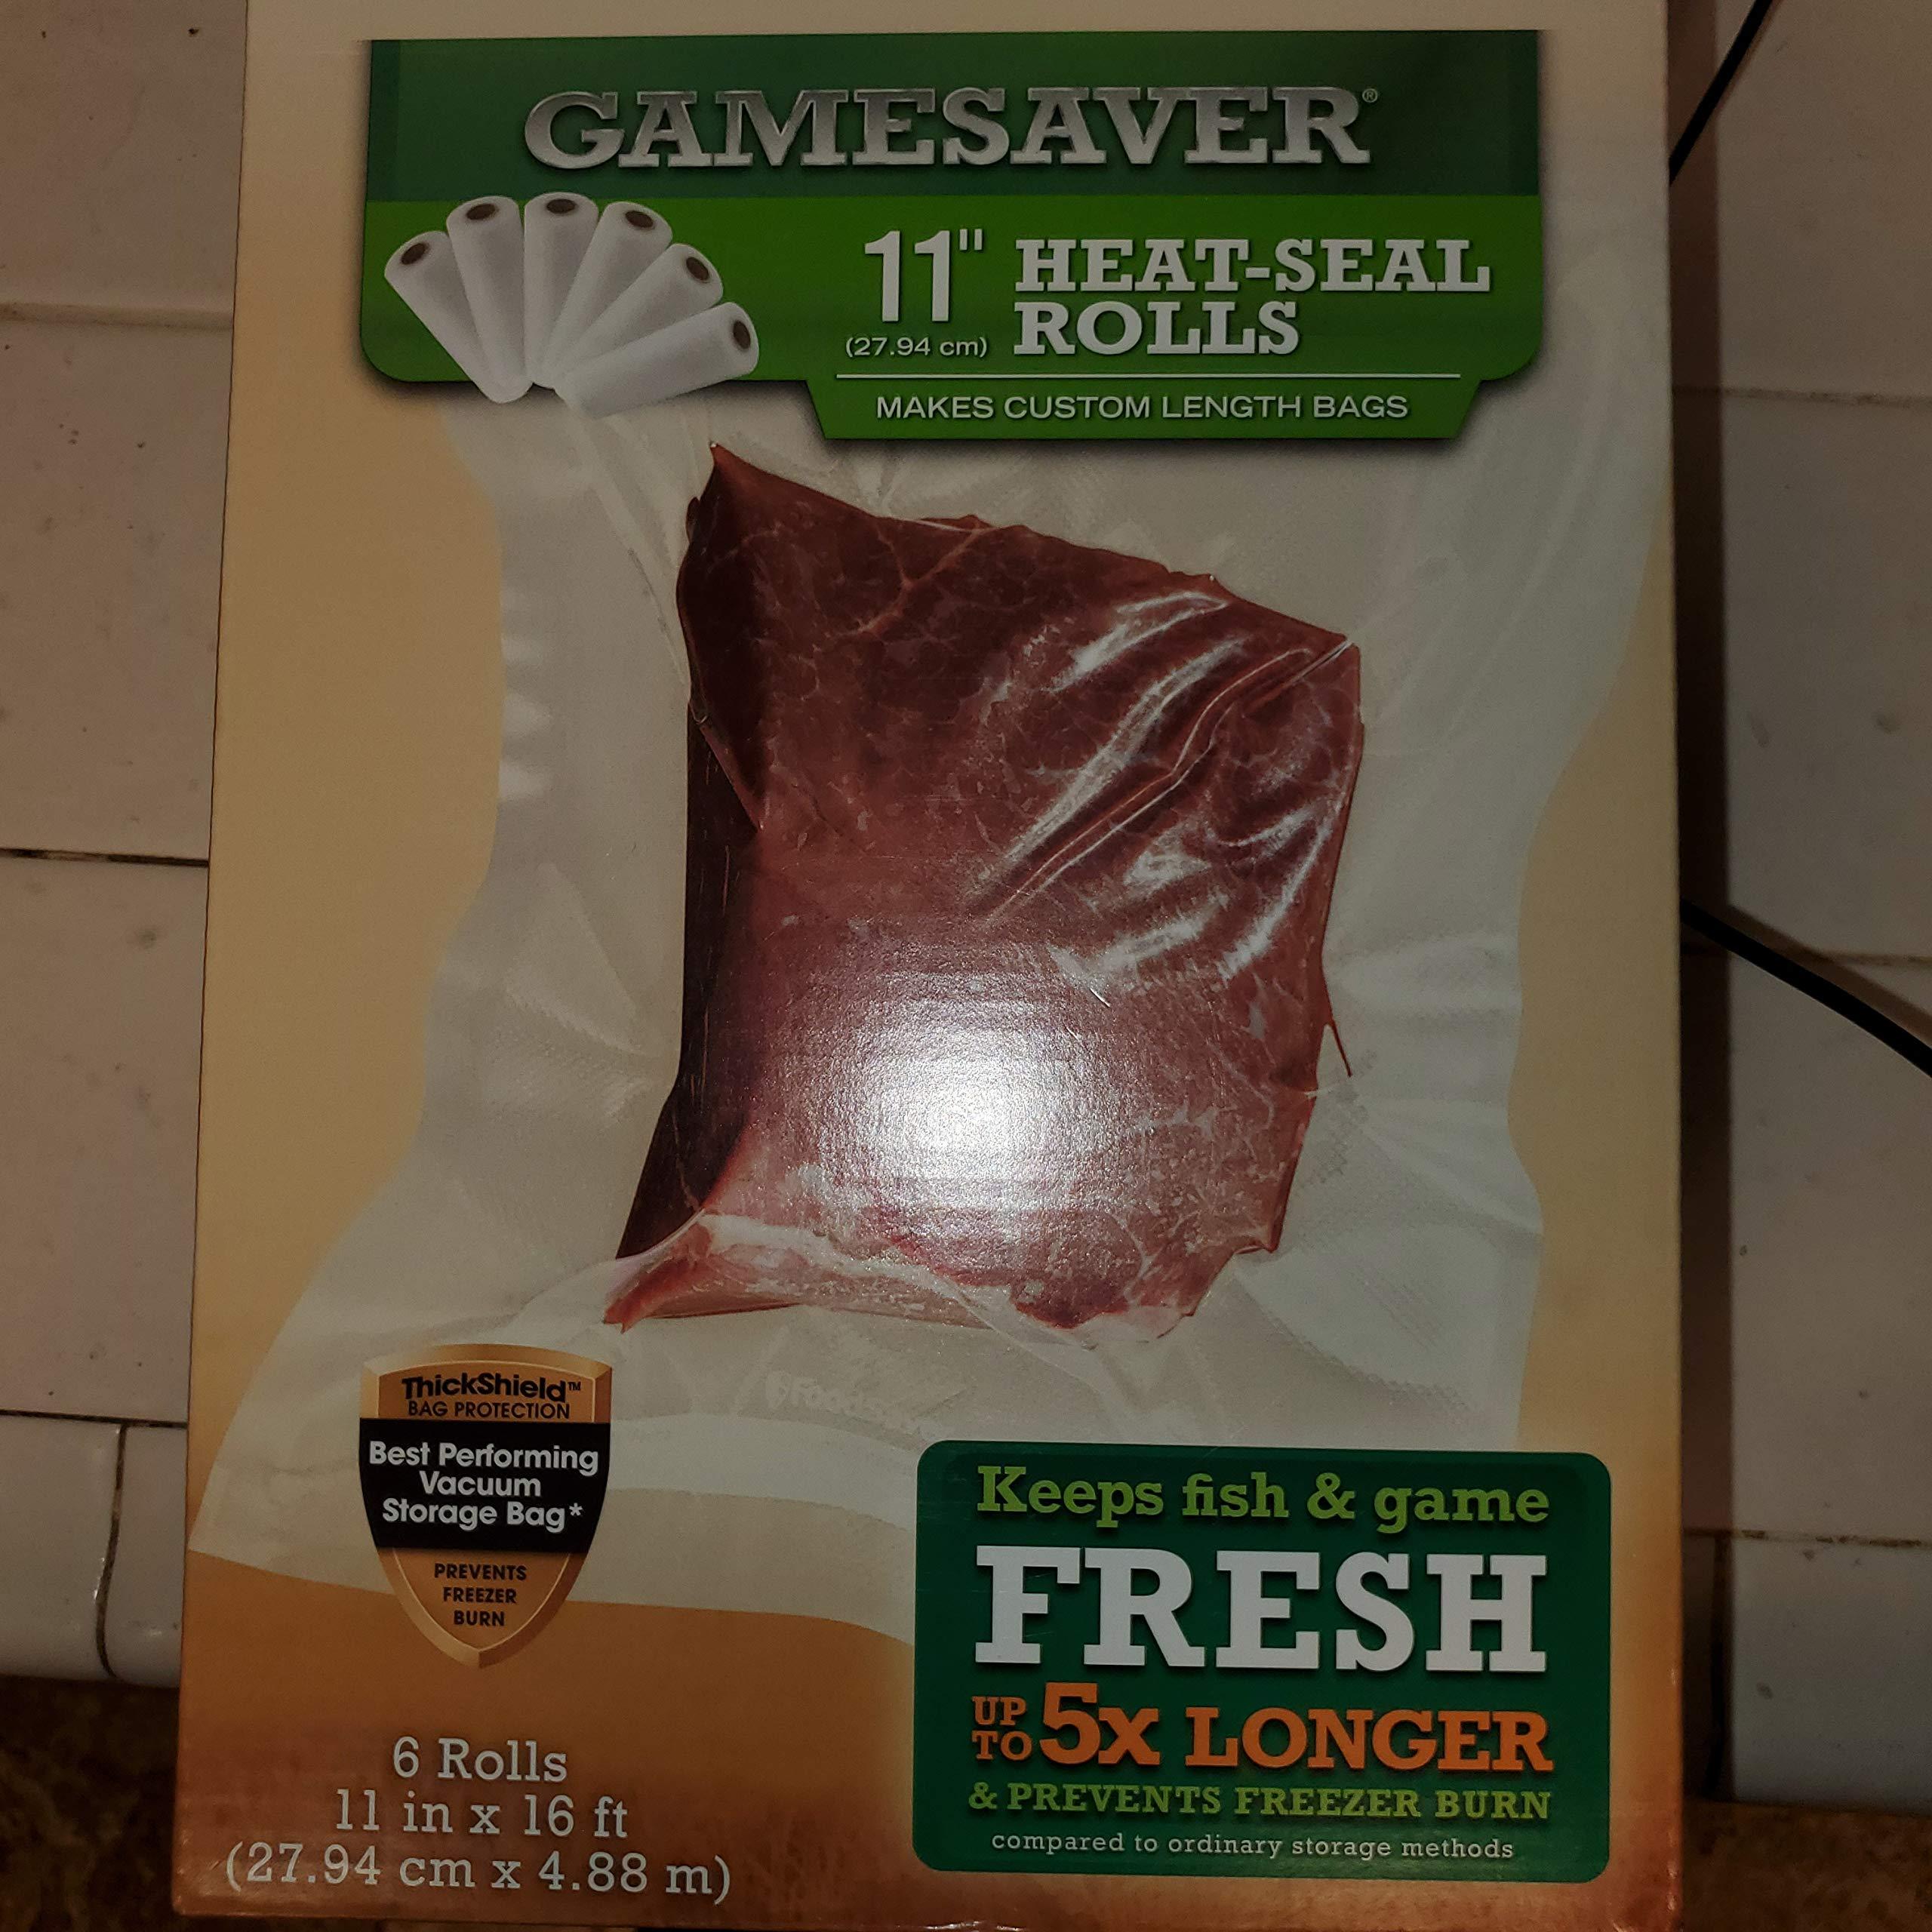 GAMESAVER®
11" HEAT-SEAL
(27.94 cm) ROLLS
MAKES CUSTOM LENGTH BAGS
ThickShield™
BAG PROTECTION
Best Performing
Vacuum
Storage Bag*
PREVENTS
FREEZER
BURN
Keeps fish & game
FRESH
UP TO 5x LONGER
& PREVENTS FREEZER BURN
compared to ordinary storage methods
6 Rolls
11 in x 16 ft
(27.94 cm x 4.88 m)